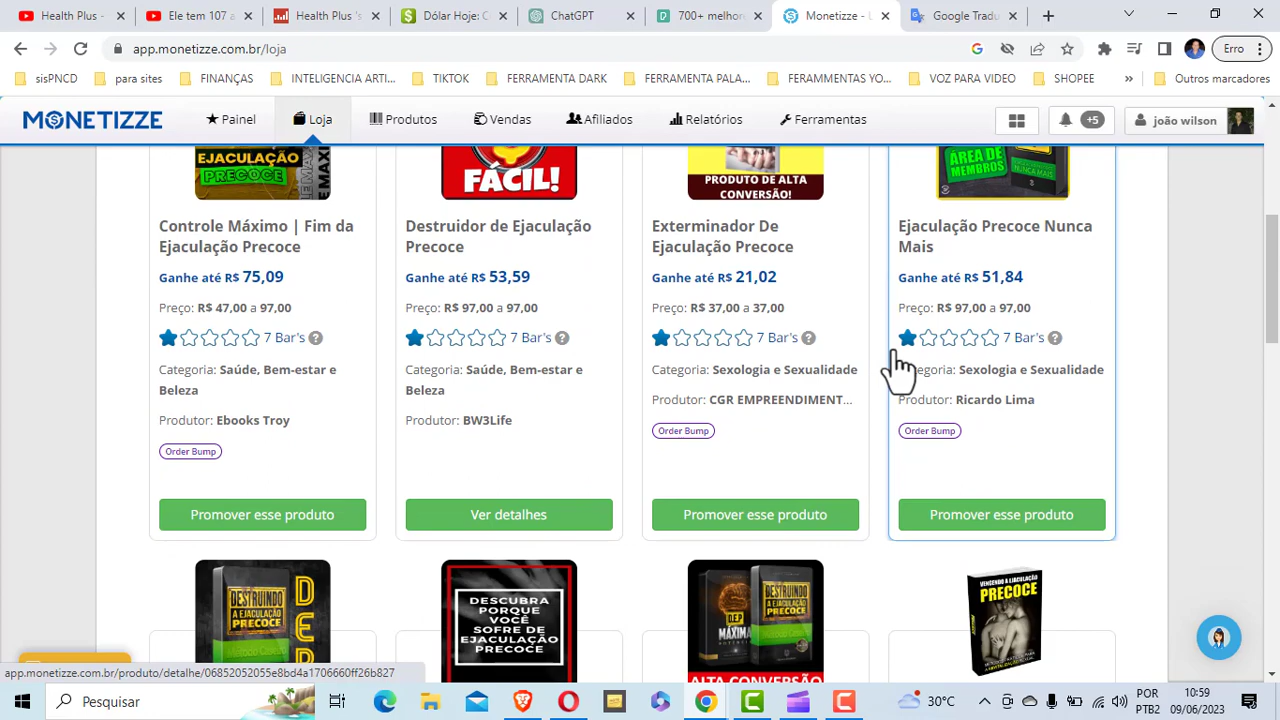 Health Plus 's
Ele tem 107 a
Health Plus 's
Dólar Hoje: C
ChatGPT
700+ melhore
Monetizze - L
Google Tradu
app.monetizze.com.br/loja
Erro
sisPNCD
para sites
FINANÇAS
INTELIGENCIA ARTI...
TIKTOK
FERRAMENTA DARK
FERRAMENTA PALA...
FERAMMENTAS YO...
VOZ PARA VIDEO
SHOPEE
»
Outros marcadores
MONETIZZE
Painel
Loja
Produtos
Vendas
Afiliados
Relatórios
Ferramentas
+5
joão wilson
EJACULAÇÃO
PRECOCE
FÁCIL!
PRODUTO DE ALTA
CONVERSÃO!
ÁREA DE
MEMBROS
Controle Máximo | Fim da
Ejaculação Precoce
Ganhe até R$ 75,09
Preço: R$ 47,00 a 97,00
7 Bar's ?
Categoria: Saúde, Bem-estar e
Beleza
Produtor: Ebooks Troy
Order Bump
Promover esse produto
Destruidor de Ejaculação
Precoce
Ganhe até R$ 53,59
Preço: R$ 97,00 a 97,00
7 Bar's ?
Categoria: Saúde, Bem-estar e
Beleza
Produtor: BW3Life
Ver detalhes
Exterminador De
Ejaculação Precoce
Ganhe até R$ 21,02
Preço: R$ 37,00 a 37,00
7 Bar's ?
Categoria: Sexologia e Sexualidade
Produtor: CGR EMPREENDIMENT...
Order Bump
Promover esse produto
Ejaculação Precoce Nunca
Mais
Ganhe até R$ 51,84
Preço: R$ 97,00 a 97,00
7 Bar's ?
egoria: Sexologia e Sexualidade
Produtor: Ricardo Lima
Order Bump
Promover esse produto
DESTRUINDO
A EJACULAÇÃO
PRECOCE
DESCUBRA
PORQUE
VOCÊ
SOFRE DE
EJACULAÇÃO
PRECOCE
DESTRUINDO
A EJACULAÇÃO
PRECOCE
ALTA CONVERSÃO
VENCENDO A EJACULAÇÃO
PRECOCE
app.monetizze.com.br/produto/detalhe/06852052055e8bd4a1706660ff26b827
Pesquisar
30°C
POR
PTB2
10:59
09/06/2023